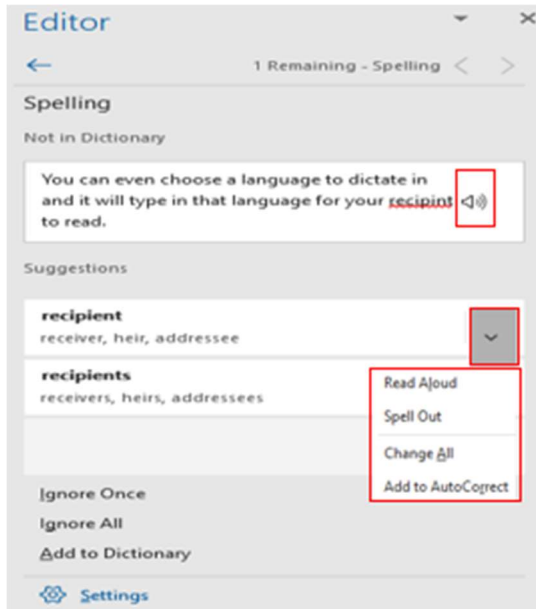 Editor
1 Remaining - Spelling
Spelling
Not in Dictionary
You can even choose a language to dictate in
and it will type in that language for your recipint
to read.
Suggestions
recipient
receiver, heir, addressee
recipients
receivers, heirs, addressees
Read Aloud
Spell Out
Change All
Add to AutoCorrect
Ignore Once
Ignore All
Add to Dictionary
Settings